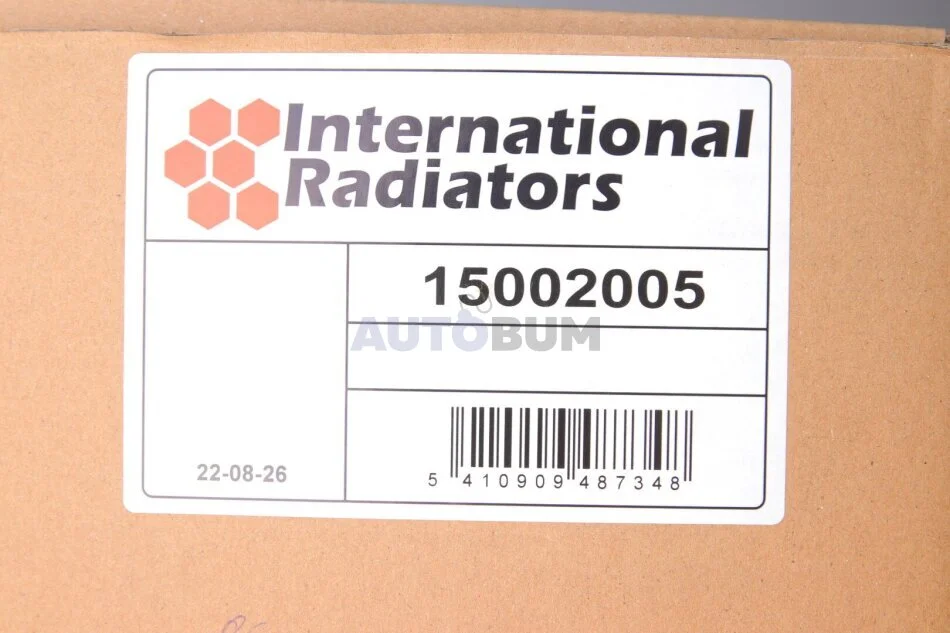 International
Radiators
15002005
AUTOBUM
5 410909 487348
22-08-26